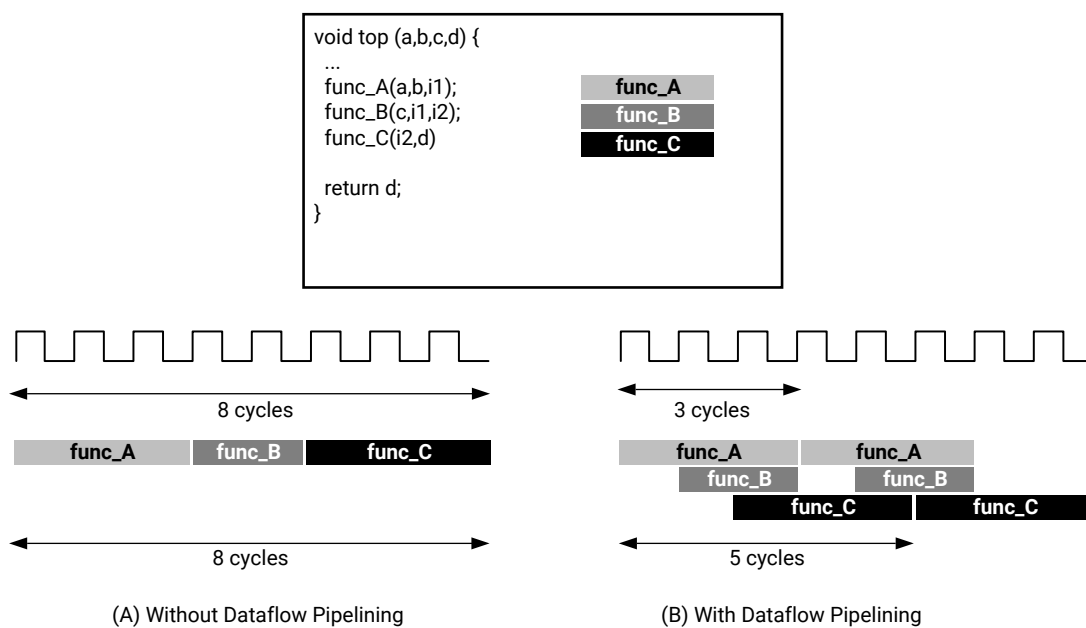 void top (a,b,c,d) {
...
func_A(a,b,i1);
func_B(c,i1,i2);
func_C(i2,d)
return d;
}
func_A
func_B
func_C
8 cycles
func_A func_B func_C
8 cycles
(A) Without Dataflow Pipelining
3 cycles
func_A func_A
func_B func_B
func_C func_C
5 cycles
(B) With Dataflow Pipelining